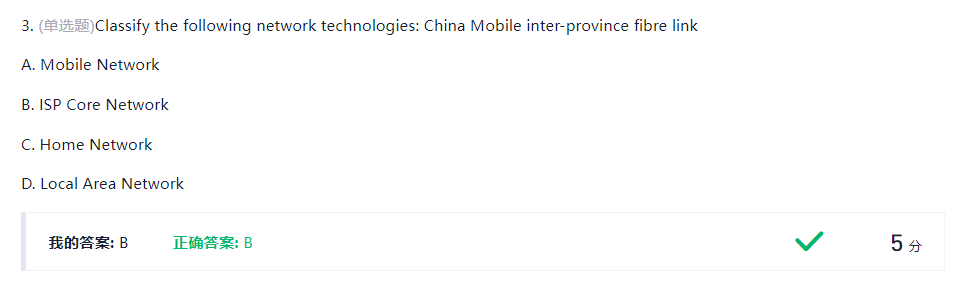 3. (单选题)Classify the following network technologies: China Mobile inter-province fibre link
A. Mobile Network
B. ISP Core Network
C. Home Network
D. Local Area Network
我的答案: B 正确答案: B 5 分